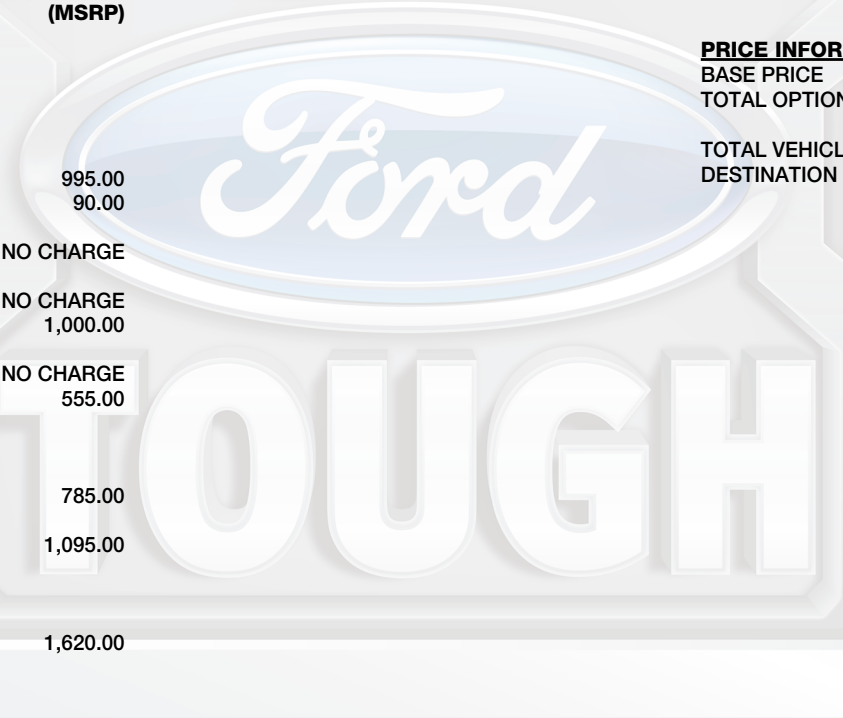 (MSRP)
995.00
90.00
NO CHARGE
NO CHARGE
1,000.00
NO CHARGE
555.00
785.00
1,095.00
1,620.00
PRICE INFOR
BASE PRICE
TOTAL OPTION
TOTAL VEHICL
DESTINATION
Ford
TOUGH